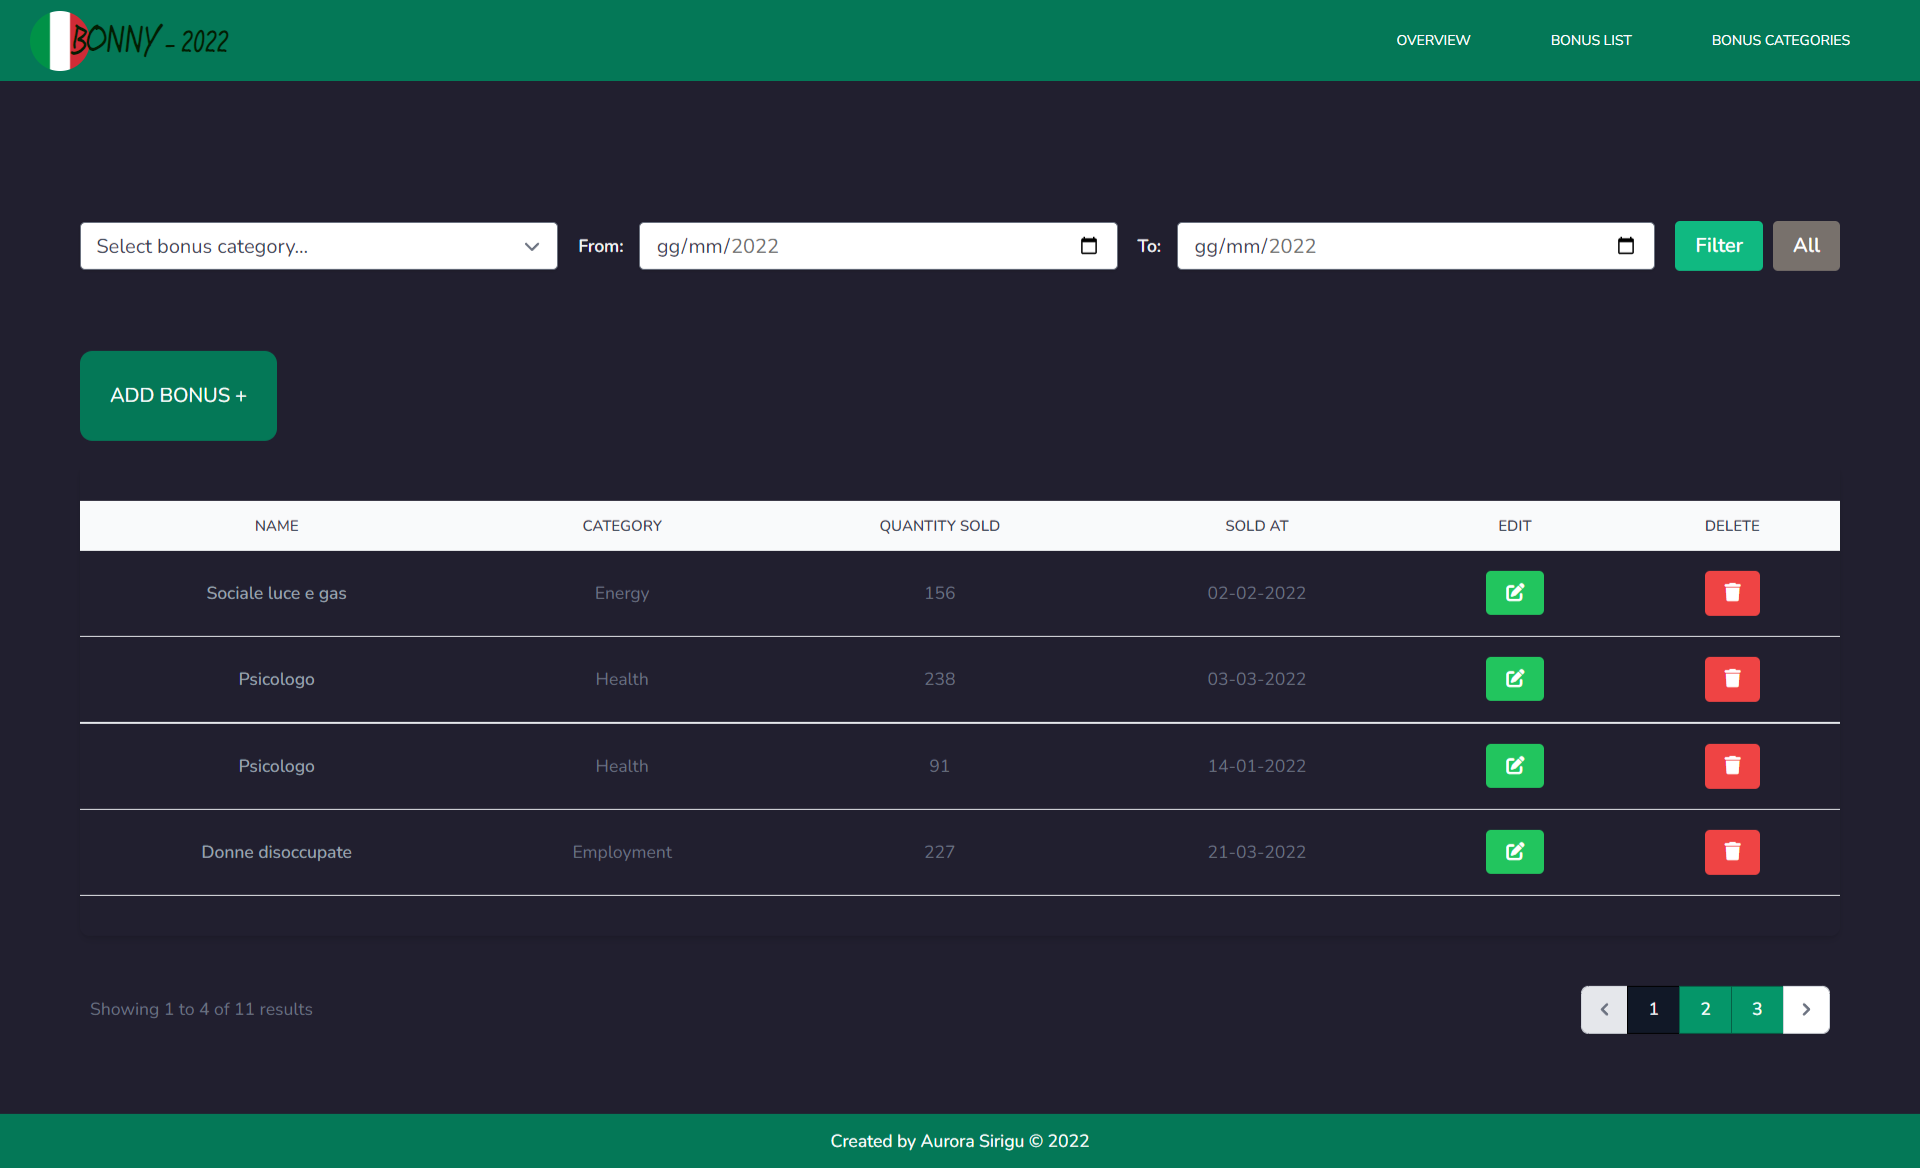 BONNY - 2022
OVERVIEW
BONUS LIST
BONUS CATEGORIES
Select bonus category...
From:
gg/mm/2022
To:
gg/mm/2022
Filter
All
ADD BONUS +
NAME CATEGORY QUANTITY SOLD SOLD AT EDIT DELETE
Sociale luce e gas Energy 156 02-02-2022
Psicologo Health 238 03-03-2022
Psicologo Health 91 14-01-2022
Donne disoccupate Employment 227 21-03-2022
Showing 1 to 4 of 11 results
1 2 3
Created by Aurora Sirigu © 2022